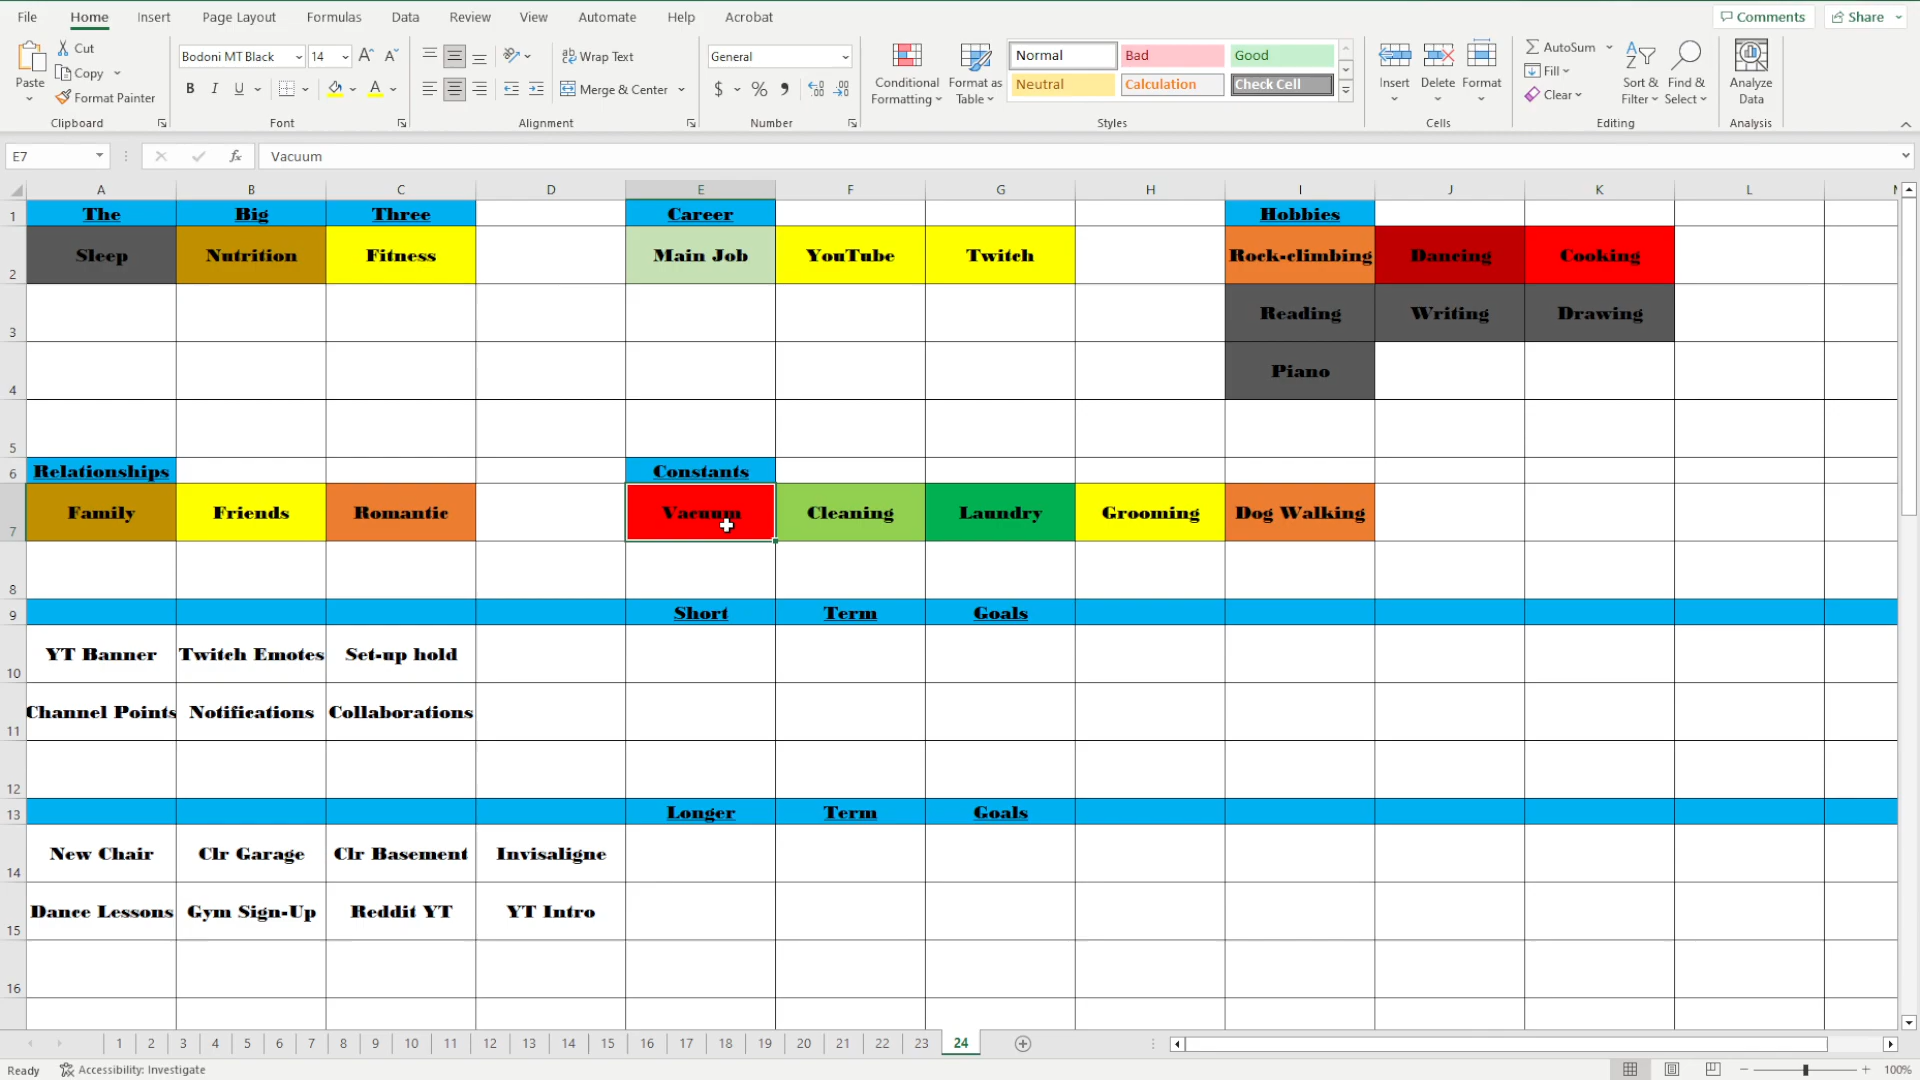 File Home Insert Page Layout Formulas Data Review View Automate Help Acrobat Comments Share
Paste Cut Copy Format Painter Clipboard
Bodoni MT Black 14 A A B I U A Font
Wrap Text Merge & Center Alignment
General $ % , Number
Conditional Formatting Format as Table
Normal Bad Good
Neutral Calculation Check Cell
Styles
Insert Delete Format Cells
AutoSum Fill Clear Sort & Filter Find & Select Editing
Analyze Data Analysis
E7 fx Vacuum
A B C D E F G H I J K L
1 The Big Three Career Hobbies
2 Sleep Nutrition Fitness Main Job YouTube Twitch Rock-climbing Dancing Cooking
3 Reading Writing Drawing
4 Piano
5
6 Relationships Constants
7 Family Friends Romantic Vacuum Cleaning Laundry Grooming Dog Walking
8
9 Short Term Goals
10 YT Banner Twitch Emotes Set-up hold
11 Channel Points Notifications Collaborations
12
13 Longer Term Goals
14 New Chair Clr Garage Clr Basement Invisaligne
15 Dance Lessons Gym Sign-Up Reddit YT YT Intro
16
1 2 3 4 5 6 7 8 9 10 11 12 13 14 15 16 17 18 19 20 21 22 23 24
Ready Accessibility: Investigate 100%